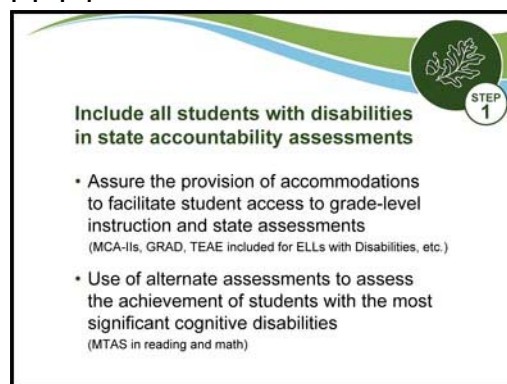 STEP
1
Include all students with disabilities
in state accountability assessments
• Assure the provision of accommodations
to facilitate student access to grade-level
instruction and state assessments
(MCA-IIs, GRAD, TEAE included for ELLs with Disabilities, etc.)
• Use of alternate assessments to assess
the achievement of students with the most
significant cognitive disabilities
(MTAS in reading and math)